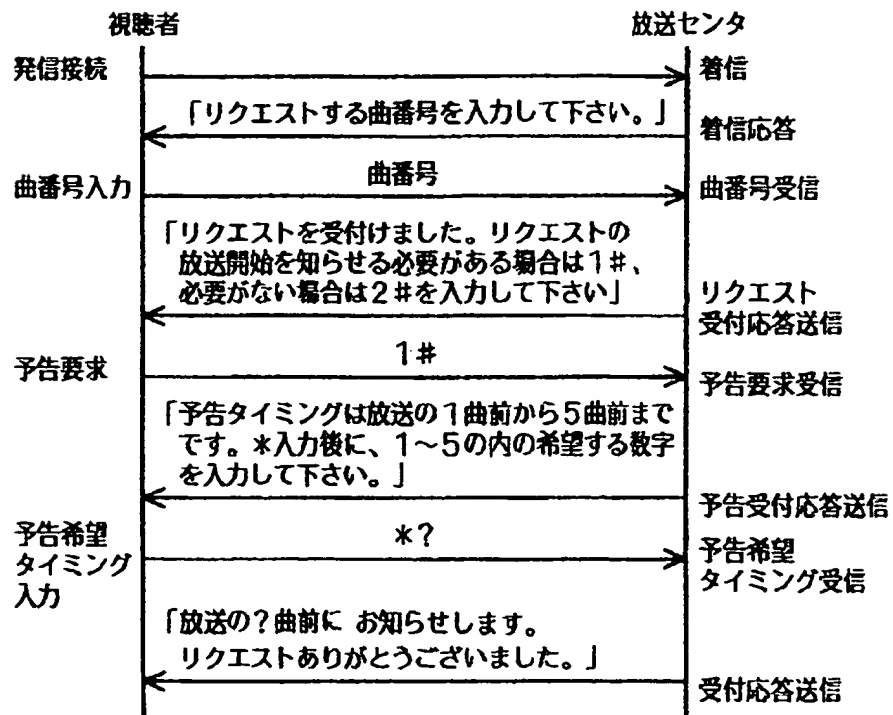 視聴者
放送センタ
発信接続
着信
「リクエストする曲番号を入力して下さい。」
着信応答
曲番号入力
曲番号
曲番号受信
「リクエストを受付けました。リクエストの
放送開始を知らせる必要がある場合は1#、
必要がない場合は2#を入力して下さい」
リクエスト
受付応答送信
予告要求
1#
予告要求受信
「予告タイミングは放送の1曲前から5曲前まで
です。*入力後に、1～5の内の希望する数字
を入力して下さい。」
予告受付応答送信
予告希望
タイミング
入力
*?
予告希望
タイミング受信
「放送の?曲前に お知らせします。
リクエストありがとうございました。」
受付応答送信